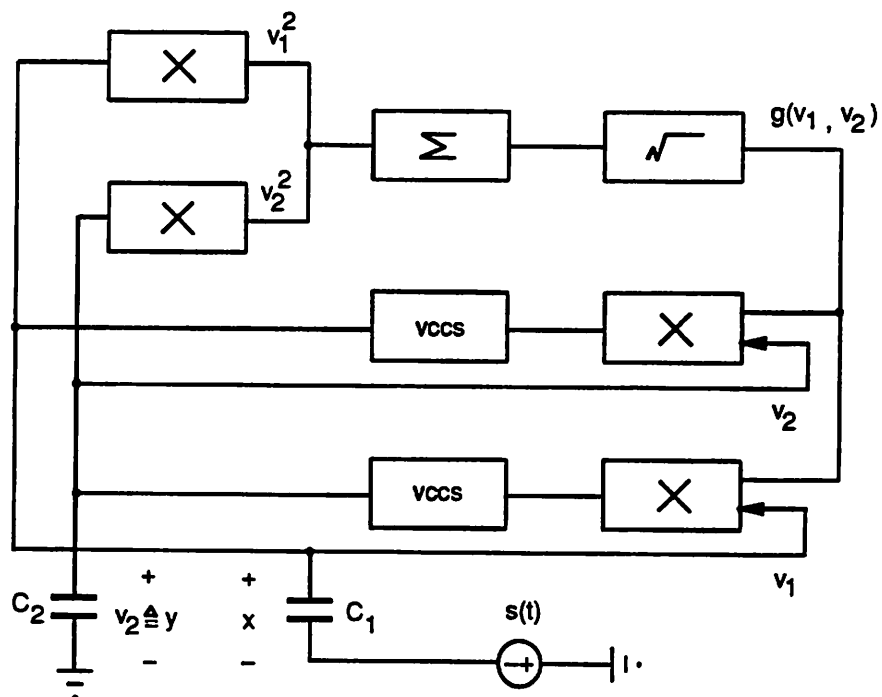 v₁²
×
g(v₁ , v₂)
Σ
√
v₂²
×
VCCS
×
v₂
VCCS
×
v₁
+
+
C₂
v₂ ≜ y
x
C₁
s(t)
−
−
− +